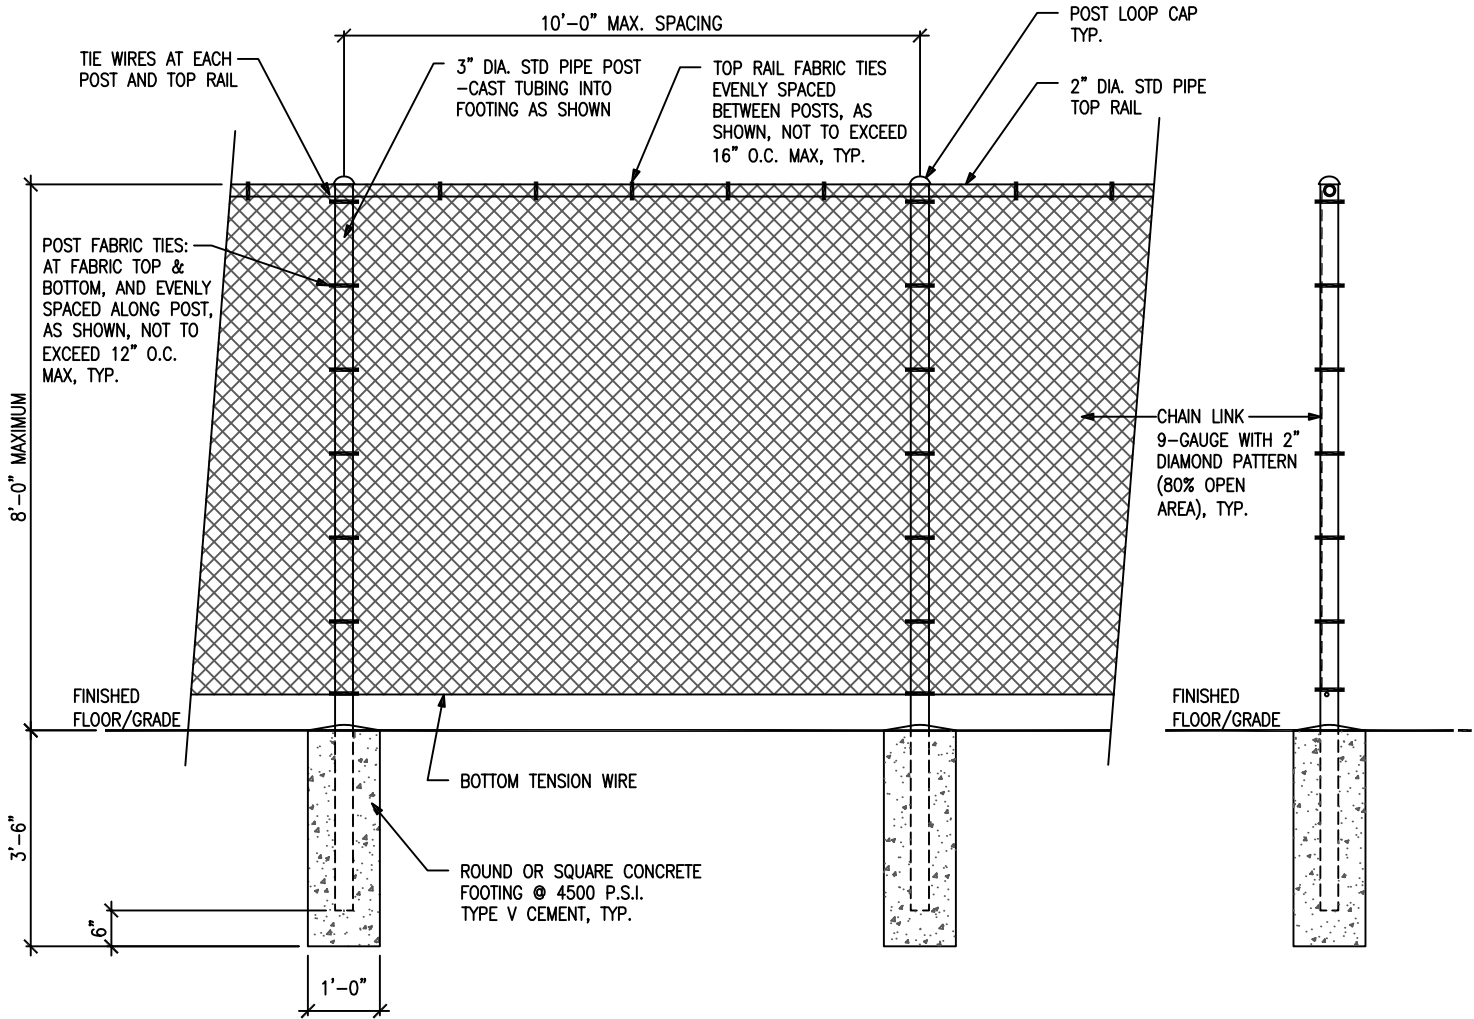 10'-0" MAX. SPACING
POST LOOP CAP
TYP.
TIE WIRES AT EACH
POST AND TOP RAIL
3" DIA. STD PIPE POST
-CAST TUBING INTO
FOOTING AS SHOWN
TOP RAIL FABRIC TIES
EVENLY SPACED
BETWEEN POSTS, AS
SHOWN, NOT TO EXCEED
16" O.C. MAX, TYP.
2" DIA. STD PIPE
TOP RAIL
POST FABRIC TIES:
AT FABRIC TOP &
BOTTOM, AND EVENLY
SPACED ALONG POST,
AS SHOWN, NOT TO
EXCEED 12" O.C.
MAX, TYP.
8'-0" MAXIMUM
CHAIN LINK
9-GAUGE WITH 2"
DIAMOND PATTERN
(80% OPEN
AREA), TYP.
FINISHED
FLOOR/GRADE
FINISHED
FLOOR/GRADE
BOTTOM TENSION WIRE
3'-6"
ROUND OR SQUARE CONCRETE
FOOTING @ 4500 P.S.I.
TYPE V CEMENT, TYP.
6"
1'-0"